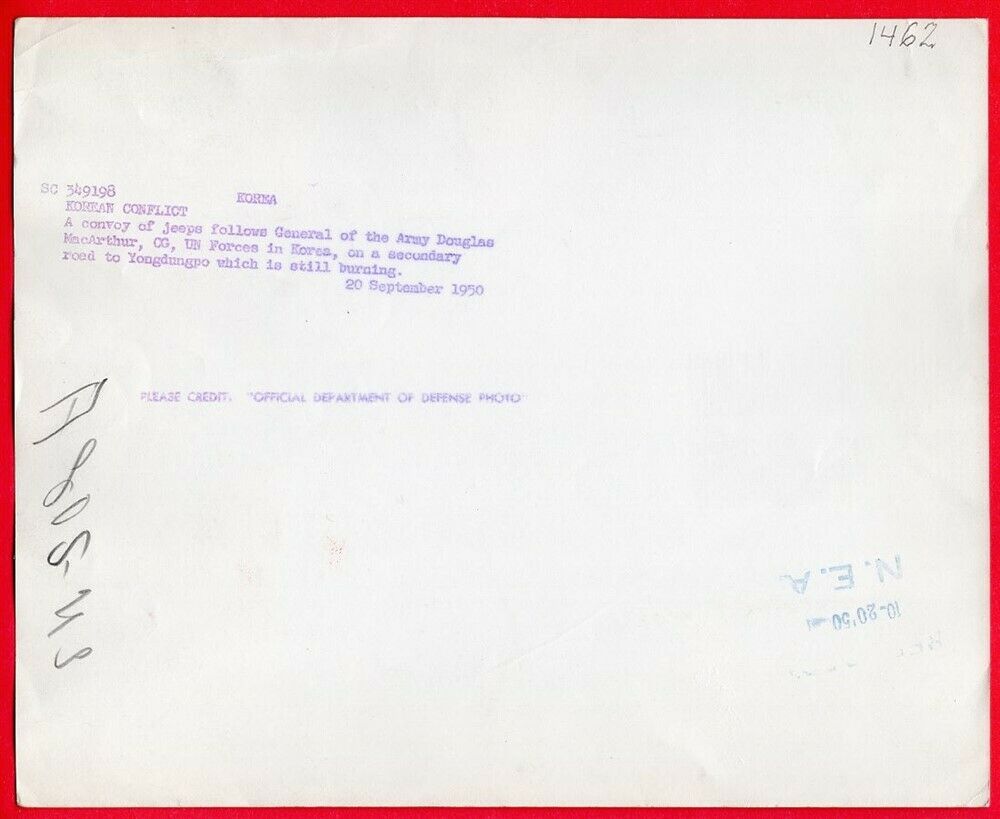 1462
SC 349198
KOREA
KOREAN CONFLICT
A convoy of jeeps follows General of the Army Douglas
MacArthur, CG, UN Forces in Korea, on a secondary
road to Yongdungpo which is still burning.
20 September 1950
PLEASE CREDIT. "OFFICIAL DEPARTMENT OF DEFENSE PHOTO"
N.E.A.
10-20'50